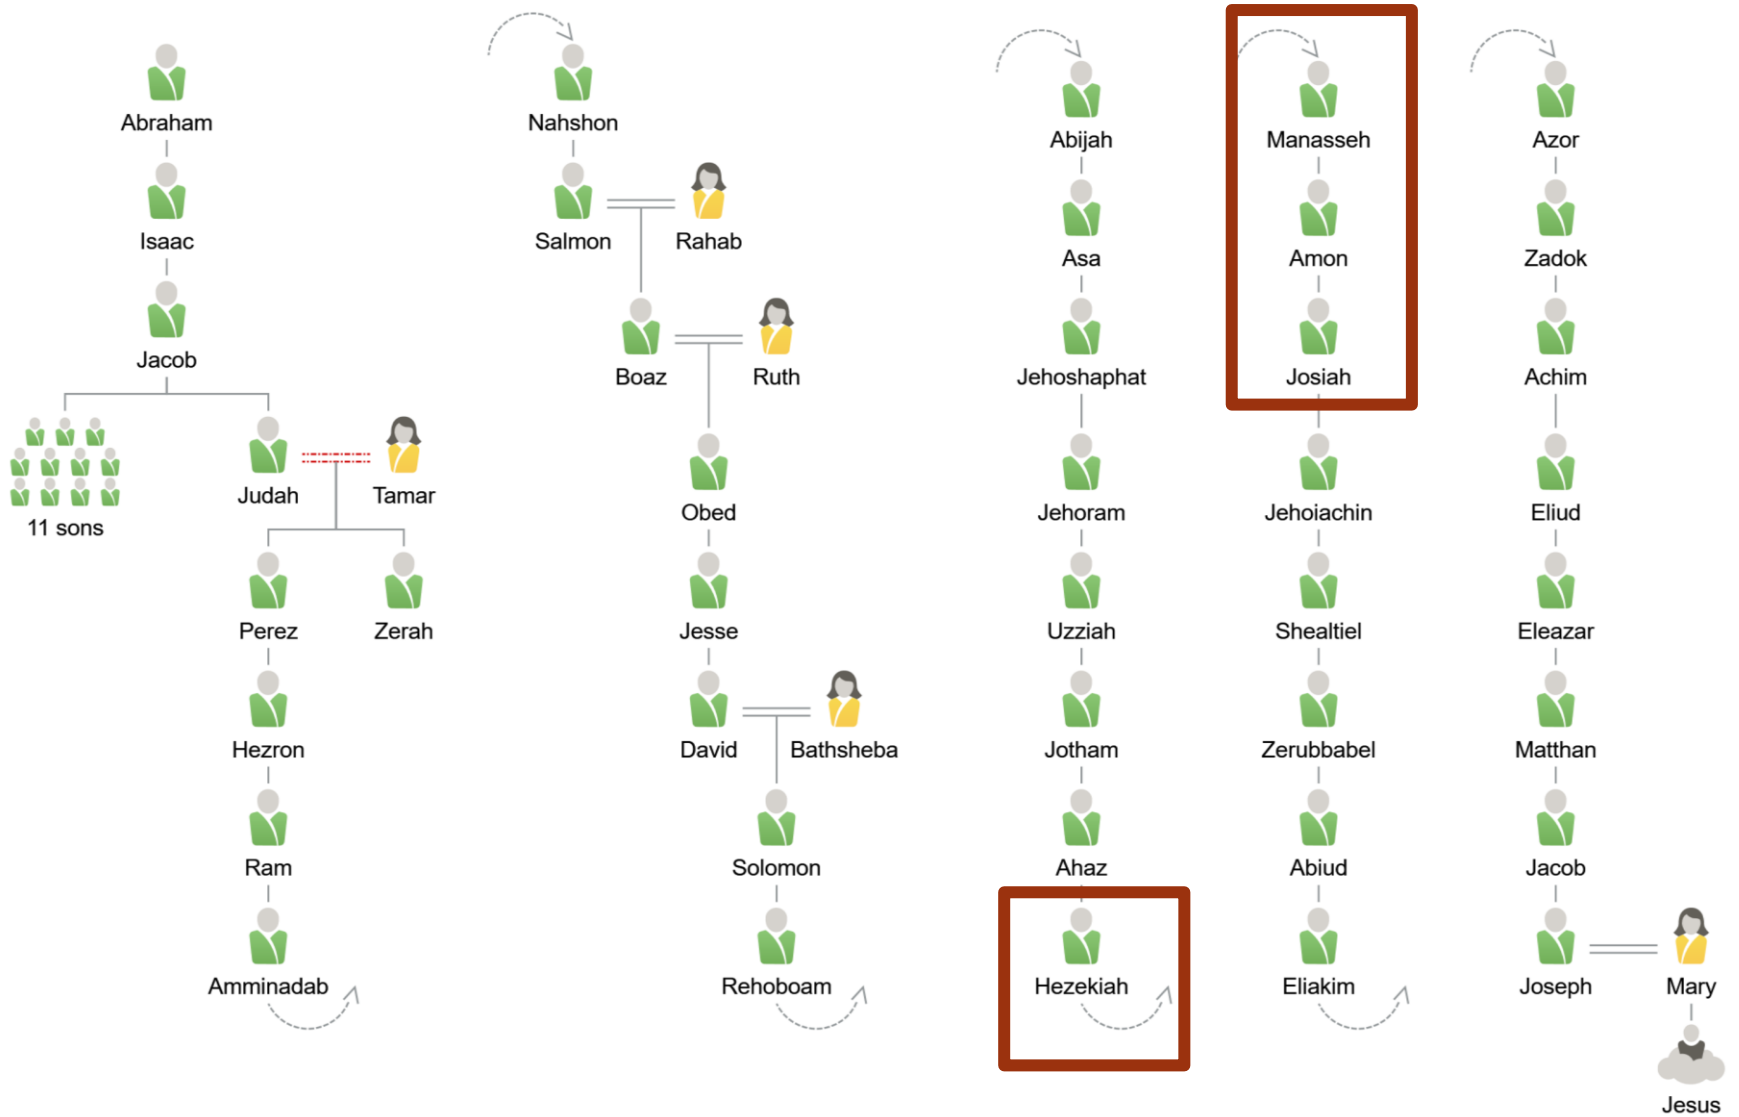 Abraham
Isaac
Jacob
11 sons
Judah
Tamar
Perez
Zerah
Hezron
Ram
Amminadab
Nahshon
Salmon
Rahab
Boaz
Ruth
Obed
Jesse
David
Bathsheba
Solomon
Rehoboam
Abijah
Asa
Jehoshaphat
Jehoram
Uzziah
Jotham
Ahaz
Hezekiah
Manasseh
Amon
Josiah
Jehoiachin
Shealtiel
Zerubbabel
Abiud
Eliakim
Azor
Zadok
Achim
Eliud
Eleazar
Matthan
Jacob
Joseph
Mary
Jesus